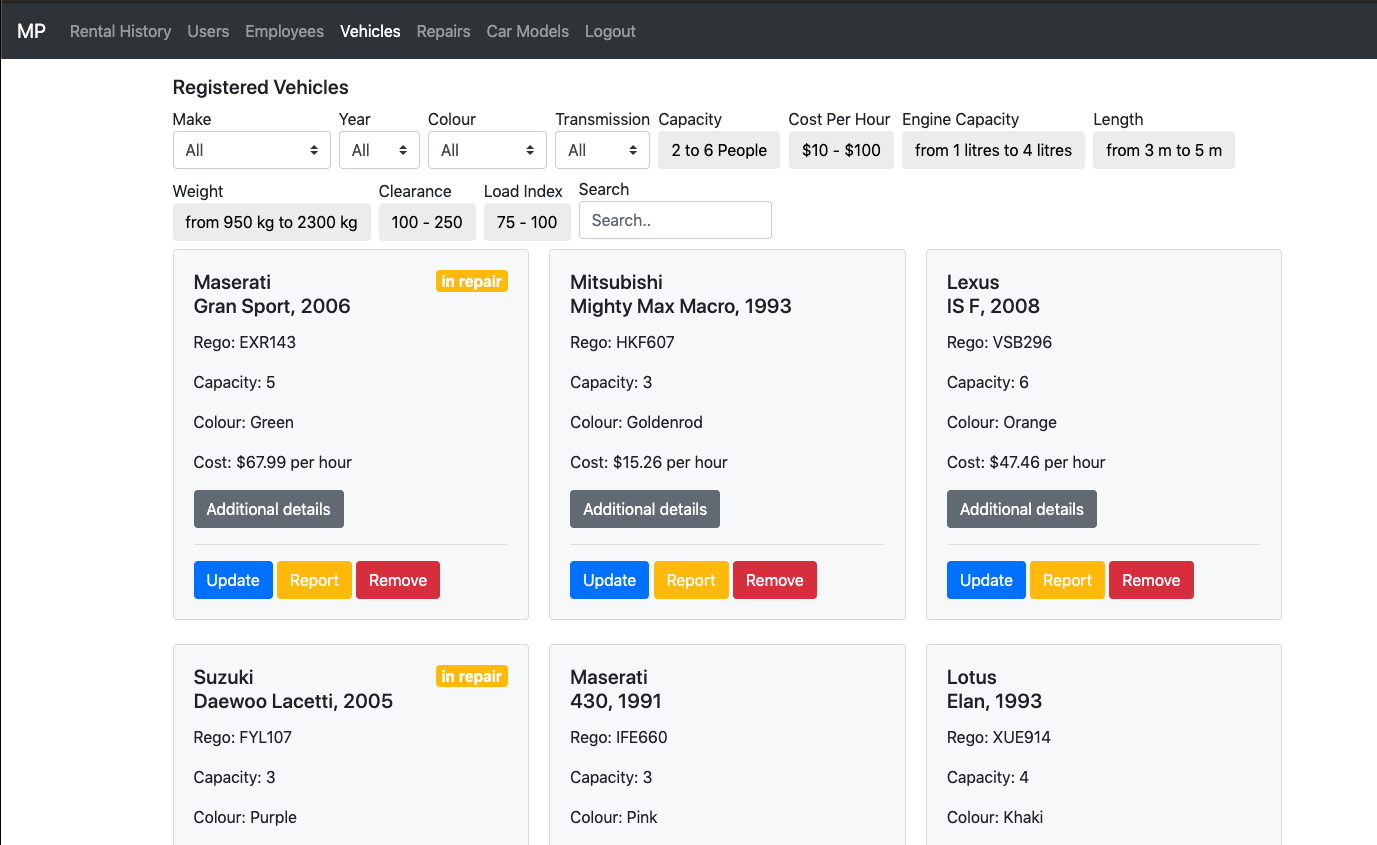 MP Rental History Users Employees Vehicles Repairs Car Models Logout
Registered Vehicles
Make Year Colour Transmission Capacity Cost Per Hour Engine Capacity Length
All All All All 2 to 6 People $10 - $100 from 1 litres to 4 litres from 3 m to 5 m
Weight Clearance Load Index Search
from 950 kg to 2300 kg 100 - 250 75 - 100 Search..
Maserati in repair
Gran Sport, 2006
Rego: EXR143
Capacity: 5
Colour: Green
Cost: $67.99 per hour
Additional details
Update Report Remove
Mitsubishi
Mighty Max Macro, 1993
Rego: HKF607
Capacity: 3
Colour: Goldenrod
Cost: $15.26 per hour
Additional details
Update Report Remove
Lexus
IS F, 2008
Rego: VSB296
Capacity: 6
Colour: Orange
Cost: $47.46 per hour
Additional details
Update Report Remove
Suzuki in repair
Daewoo Lacetti, 2005
Rego: FYL107
Capacity: 3
Colour: Purple
Maserati
430, 1991
Rego: IFE660
Capacity: 3
Colour: Pink
Lotus
Elan, 1993
Rego: XUE914
Capacity: 4
Colour: Khaki